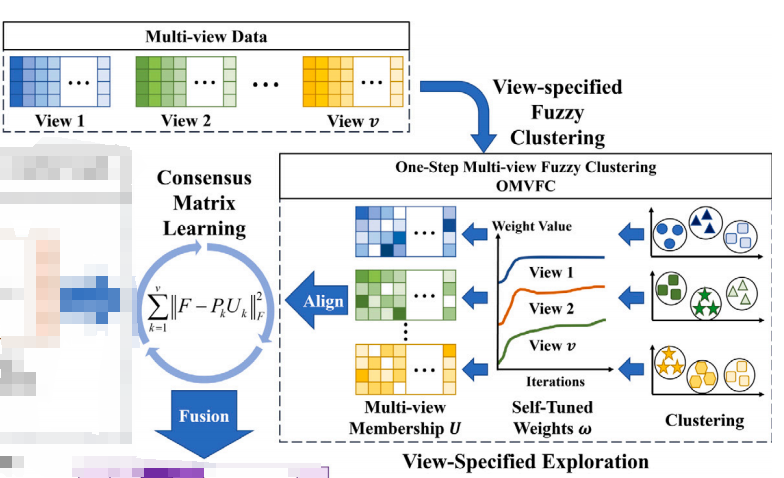 Multi-view Data
View 1
View 2
View v
View-specified
Fuzzy
Clustering
One-Step Multi-view Fuzzy Clustering
OMVFC
Consensus
Matrix
Learning
Weight Value
View 1
View 2
View v
Iterations
Align
\sum_{k=1}^{v} \left\| F - P_k U_k \right\|_F^2
Fusion
Multi-view
Membership U
Self-Tuned
Weights ω
Clustering
View-Specified Exploration